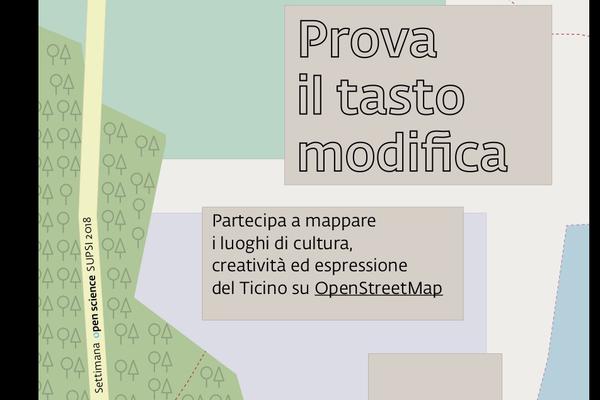 Prova
il tasto
modifica
Partecipa a mappare
i luoghi di cultura,
creatività ed espressione
del Ticino su OpenStreetMap
Settimana open science SUPSI 2018